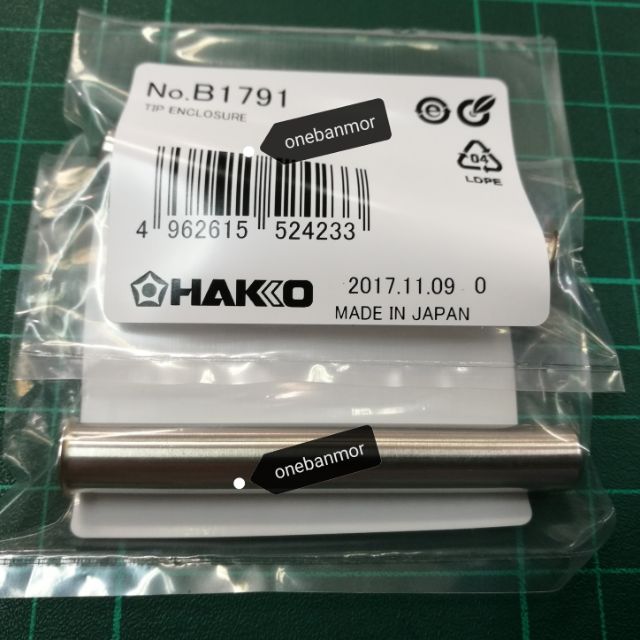 No.B1791
TIP ENCLOSURE
onebanmor
04
LDPE
4 962615 524233
HAKKO
2017.11.09 0
MADE IN JAPAN
onebanmor